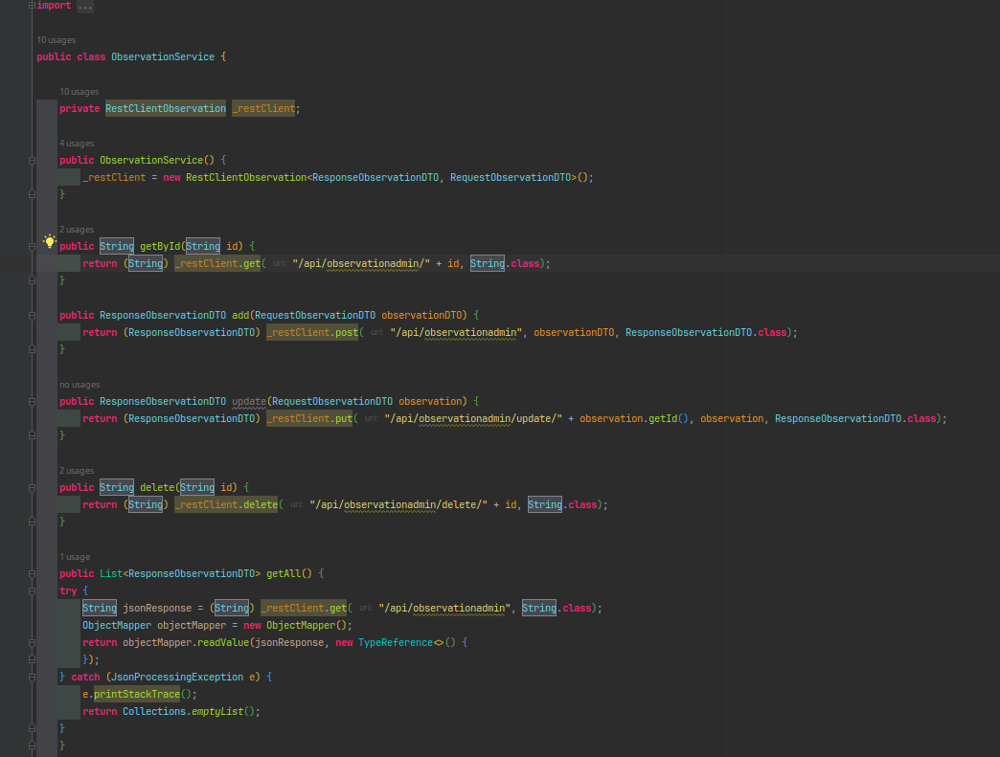 import ...
10 usages
public class ObservationService {
10 usages
private RestClientObservation _restClient;
4 usages
public ObservationService() {
_restClient = new RestClientObservation<ResponseObservationDTO, RequestObservationDTO>();
}
2 usages
public String getById(String id) {
return (String) _restClient.get( uri: "/api/observationadmin/" + id, String.class);
}
public ResponseObservationDTO add(RequestObservationDTO observationDTO) {
return (ResponseObservationDTO) _restClient.post( uri: "/api/observationadmin", observationDTO, ResponseObservationDTO.class);
}
no usages
public ResponseObservationDTO update(RequestObservationDTO observation) {
return (ResponseObservationDTO) _restClient.put( uri: "/api/observationadmin/update/" + observation.getId(), observation, ResponseObservationDTO.class);
}
2 usages
public String delete(String id) {
return (String) _restClient.delete( uri: "/api/observationadmin/delete/" + id, String.class);
}
1 usage
public List<ResponseObservationDTO> getAll() {
try {
String jsonResponse = (String) _restClient.get( uri: "/api/observationadmin", String.class);
ObjectMapper objectMapper = new ObjectMapper();
return objectMapper.readValue(jsonResponse, new TypeReference<>() {
});
} catch (JsonProcessingException e) {
e.printStackTrace();
return Collections.emptyList();
}
}